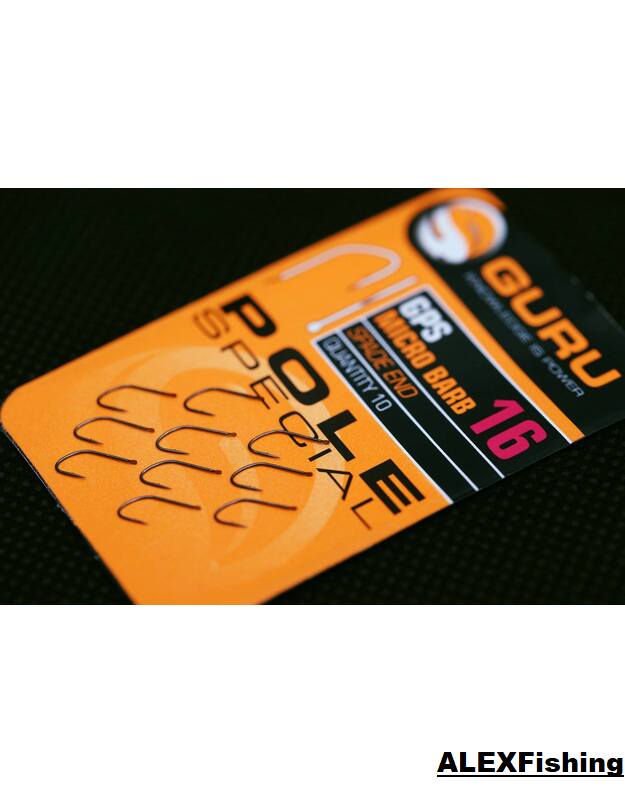 GURU
KNOWLEDGE IS POWER
GPS
MICRO BARB
SPADE END
QUANTITY 10
16
POLE
SPECIAL
ALEXFishing